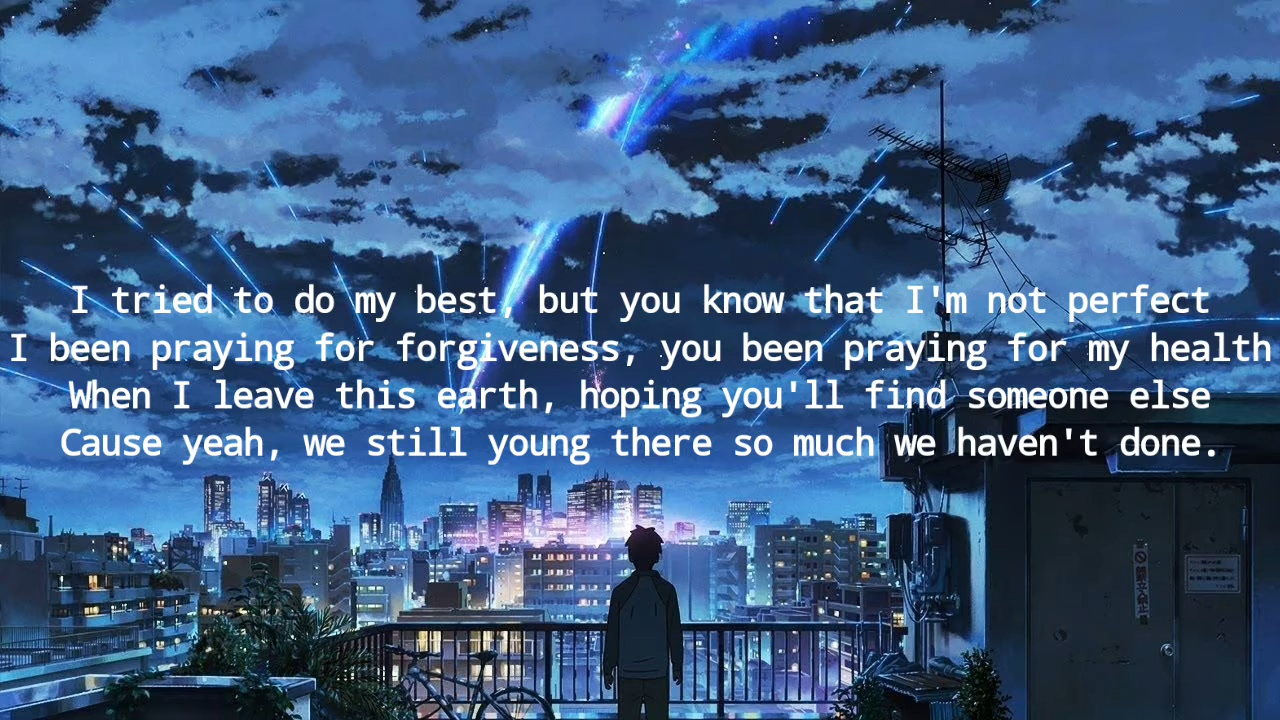 I tried to do my best, but you know that I'm not perfect
I been praying for forgiveness, you been praying for my health
When I leave this earth, hoping you'll find someone else
Cause yeah, we still young there so much we haven't done.